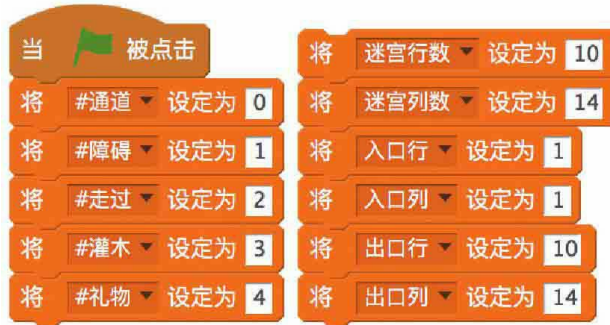 当 被点击
将 #通道 设定为 0
将 #障碍 设定为 1
将 #走过 设定为 2
将 #灌木 设定为 3
将 #礼物 设定为 4
将 迷宫行数 设定为 10
将 迷宫列数 设定为 14
将 入口行 设定为 1
将 入口列 设定为 1
将 出口行 设定为 10
将 出口列 设定为 14